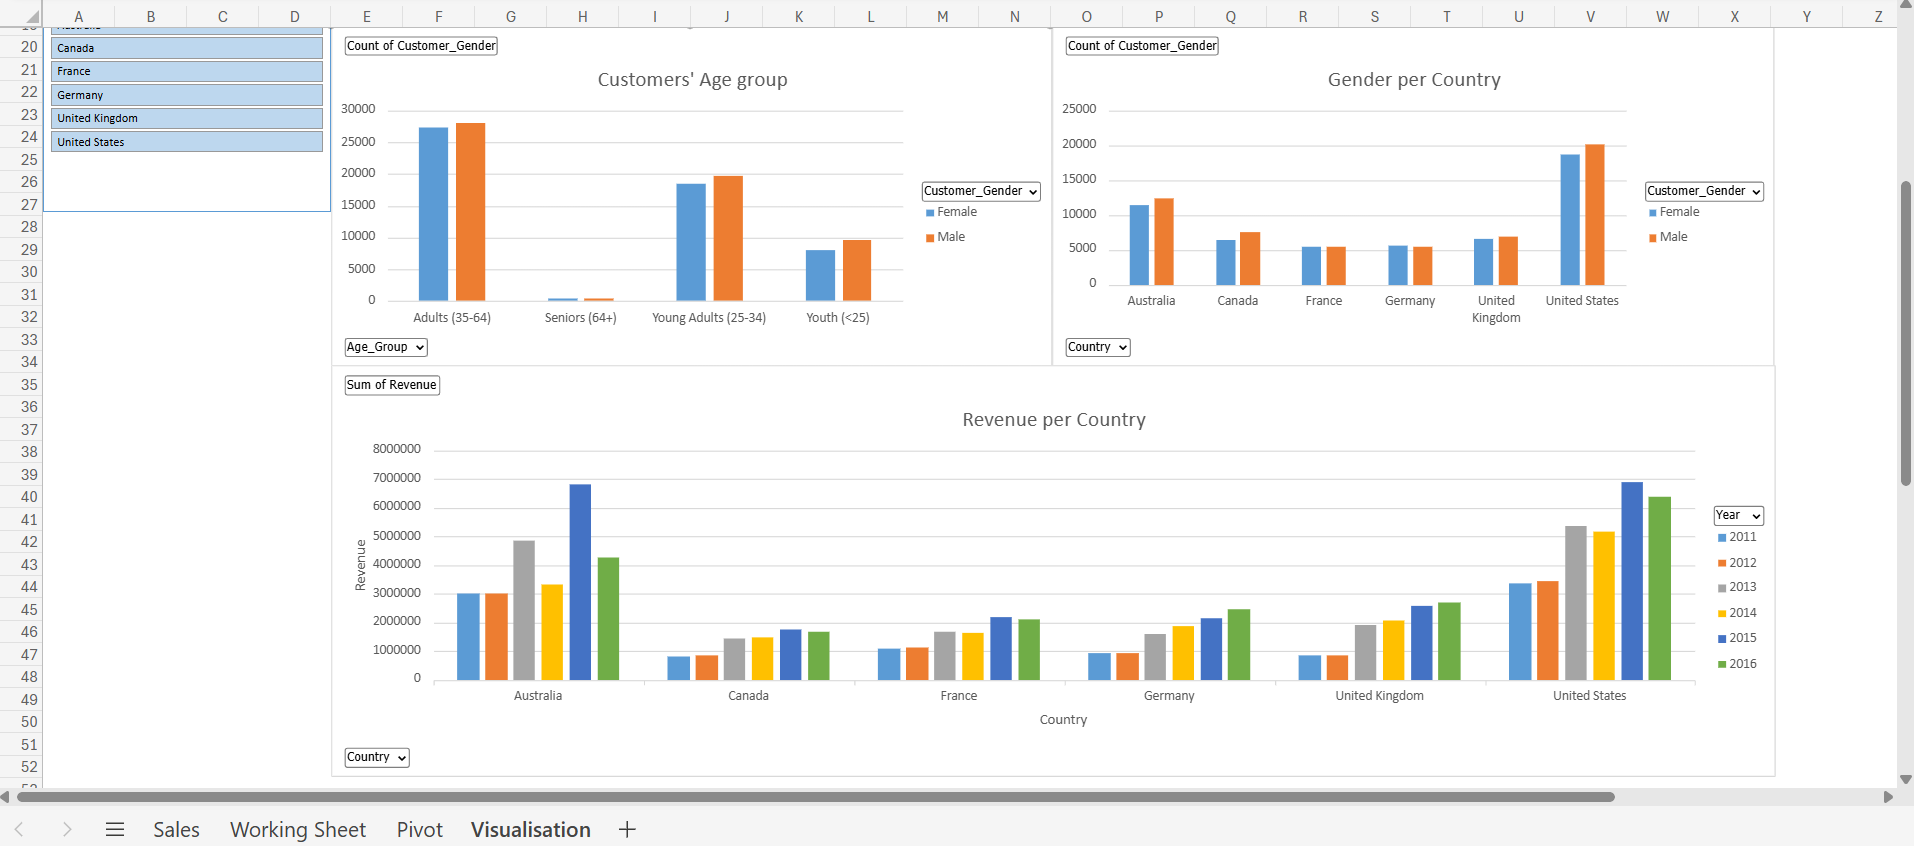 A B C D E F G H I J K L M N O P Q R S T U V W X Y Z
20
21
22
23
24
25
26
27
28
29
30
31
32
33
34
35
36
37
38
39
40
41
42
43
44
45
46
47
48
49
50
51
52
Canada
France
Germany
United Kingdom
United States
Count of Customer_Gender
Customers' Age group
30000
25000
20000
15000
10000
5000
0
Adults (35-64) Seniors (64+) Young Adults (25-34) Youth (<25)
Customer_Gender
Female
Male
Age_Group
Count of Customer_Gender
Gender per Country
25000
20000
15000
10000
5000
0
Australia Canada France Germany United Kingdom United States
Customer_Gender
Female
Male
Country
Sum of Revenue
Revenue per Country
Revenue
8000000
7000000
6000000
5000000
4000000
3000000
2000000
1000000
0
Australia Canada France Germany United Kingdom United States
Country
Year
2011
2012
2013
2014
2015
2016
Country
Sales Working Sheet Pivot Visualisation